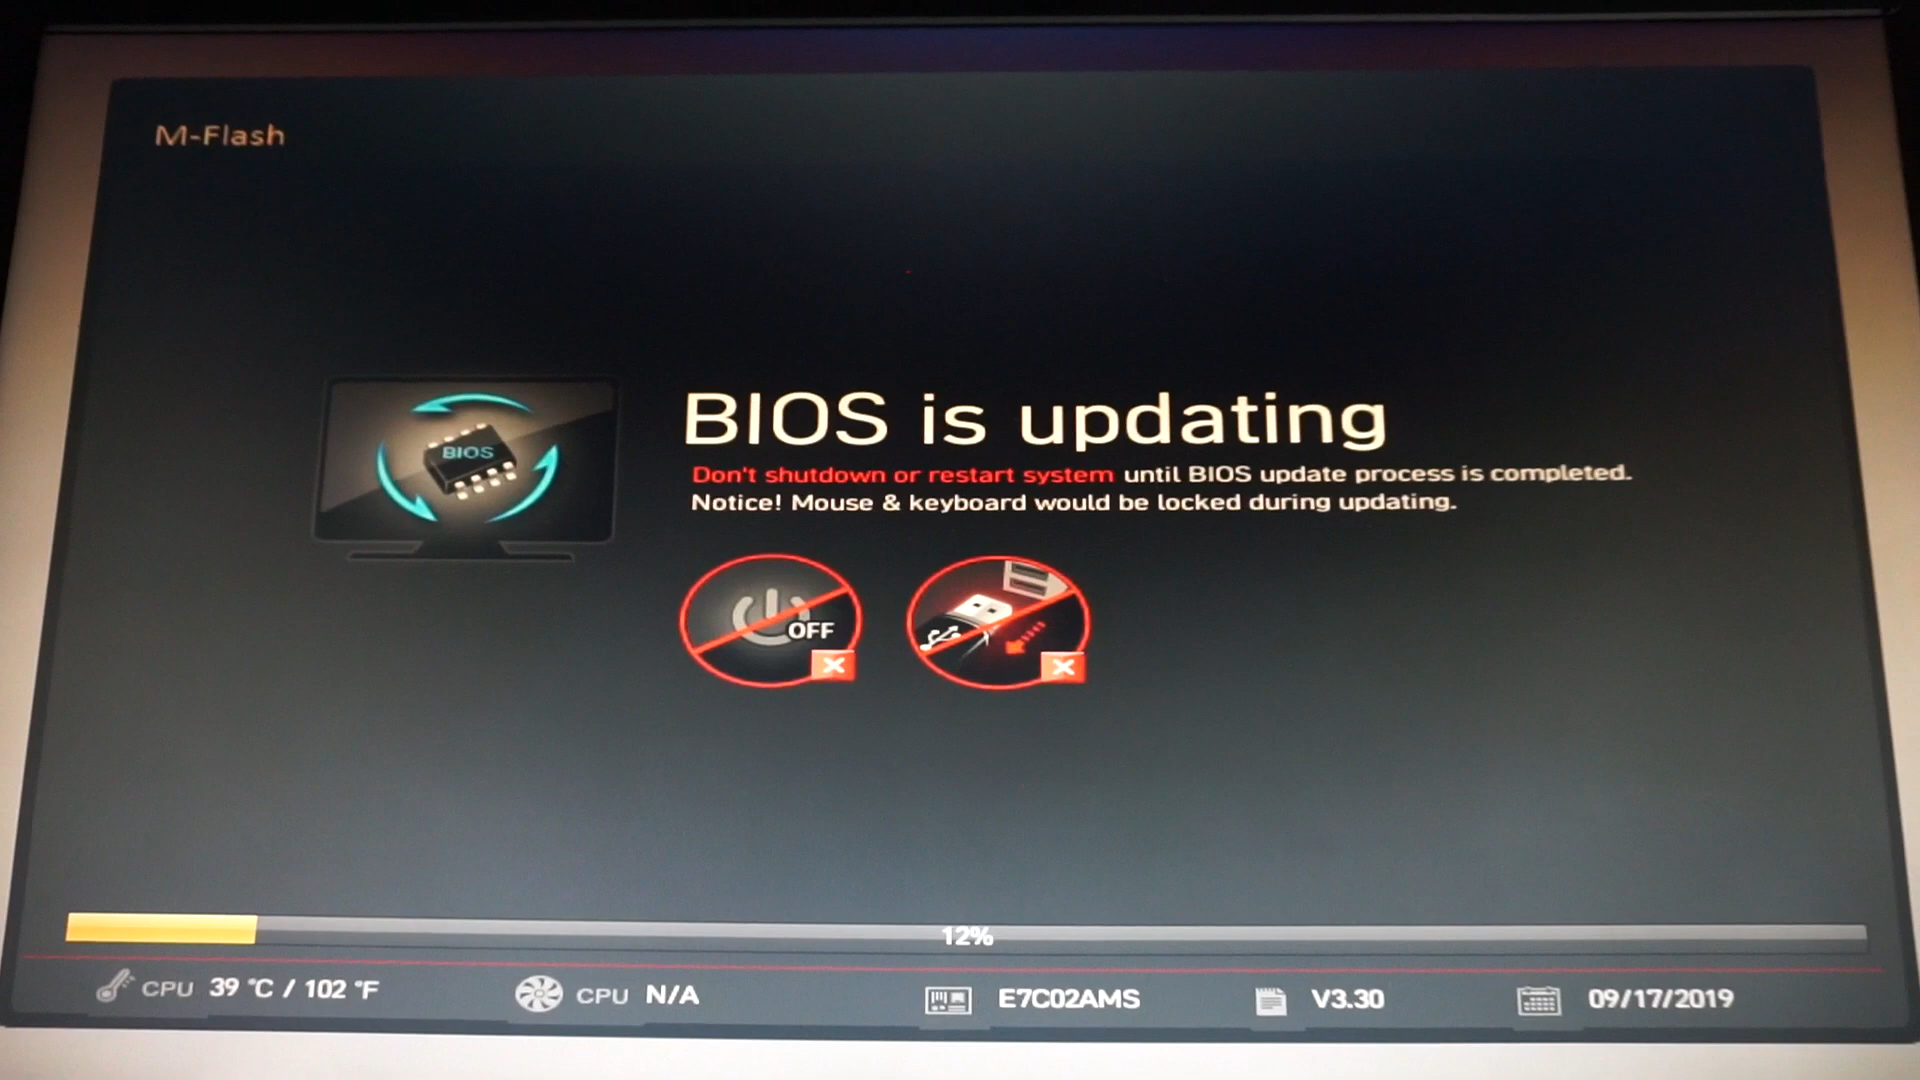 M-Flash
BIOS
BIOS is updating
Don't shutdown or restart system until BIOS update process is completed.
Notice! Mouse & keyboard would be locked during updating.
OFF
12%
CPU 39 °C / 102 °F
CPU N/A
E7C02AMS
V3.30
09/17/2019